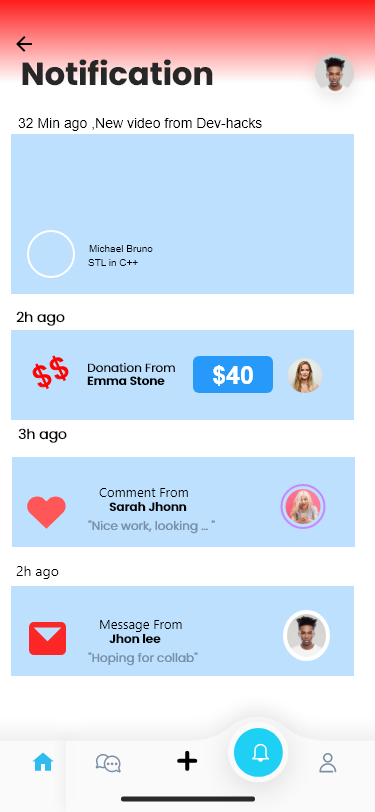 Notification
32 Min ago ,New video from Dev-hacks
Michael Bruno
STL in C++
2h ago
$$
Donation From
Emma Stone
$40
3h ago
Comment From
Sarah Jhonn
"Nice work, looking ... "
2h ago
Message From
Jhon lee
"Hoping for collab"